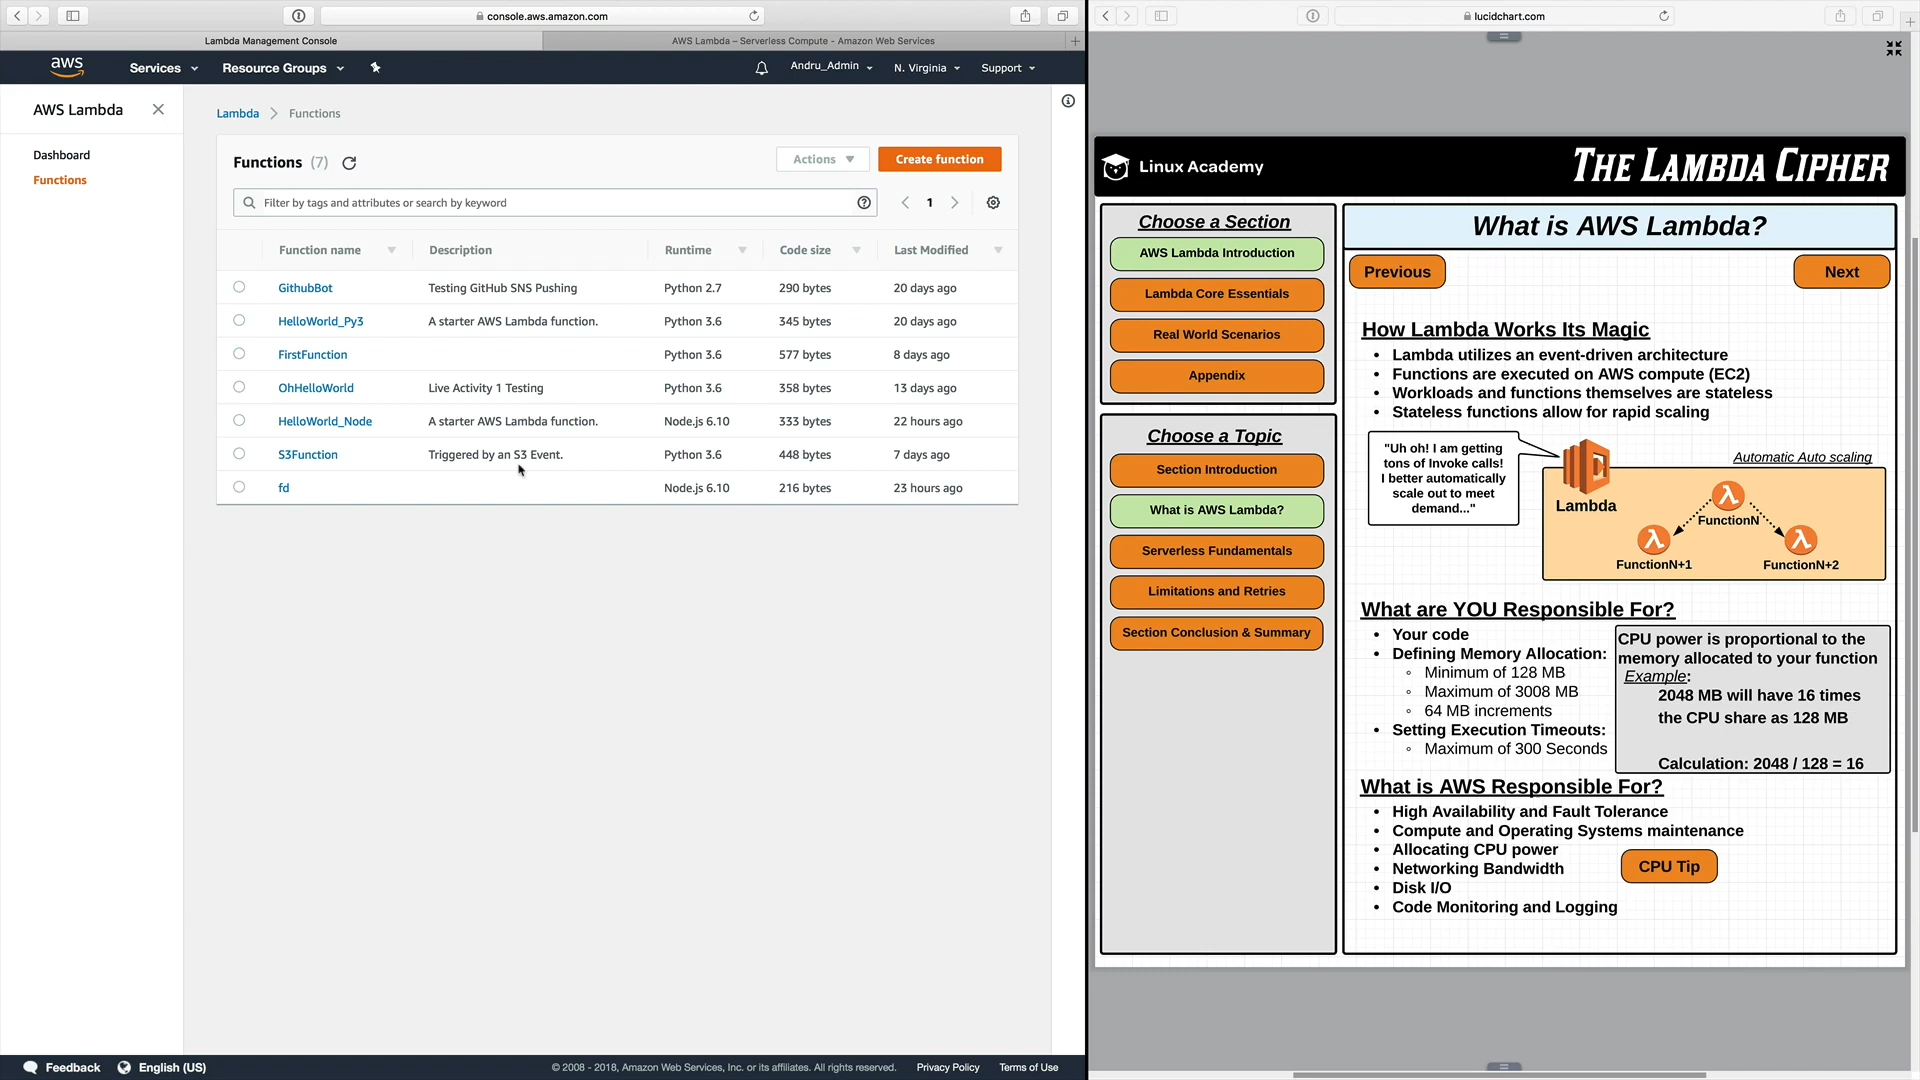 console.aws.amazon.com
Lambda Management Console
AWS Lambda – Serverless Compute - Amazon Web Services
aws
Services
Resource Groups
Andru_Admin
N. Virginia
Support
AWS Lambda
Dashboard
Functions
Lambda
Functions
Functions (7)
Actions
Create function
Filter by tags and attributes or search by keyword
1
Function name Description Runtime Code size Last Modified
GithubBot Testing GitHub SNS Pushing Python 2.7 290 bytes 20 days ago
HelloWorld_Py3 A starter AWS Lambda function. Python 3.6 345 bytes 20 days ago
FirstFunction Python 3.6 577 bytes 8 days ago
OhHelloWorld Live Activity 1 Testing Python 3.6 358 bytes 13 days ago
HelloWorld_Node A starter AWS Lambda function. Node.js 6.10 333 bytes 22 hours ago
S3Function Triggered by an S3 Event. Python 3.6 448 bytes 7 days ago
fd Node.js 6.10 216 bytes 23 hours ago
Feedback
English (US)
© 2008 - 2018, Amazon Web Services, Inc. or its affiliates. All rights reserved.
Privacy Policy
Terms of Use
lucidchart.com
Linux Academy
THE LAMBDA CIPHER
Choose a Section
AWS Lambda Introduction
Lambda Core Essentials
Real World Scenarios
Appendix
Choose a Topic
Section Introduction
What is AWS Lambda?
Serverless Fundamentals
Limitations and Retries
Section Conclusion & Summary
What is AWS Lambda?
Previous
Next
How Lambda Works Its Magic
• Lambda utilizes an event-driven architecture
• Functions are executed on AWS compute (EC2)
• Workloads and functions themselves are stateless
• Stateless functions allow for rapid scaling
"Uh oh! I am getting
tons of Invoke calls!
I better automatically
scale out to meet
demand..."
Lambda
Automatic Auto scaling
FunctionN
FunctionN+1
FunctionN+2
What are YOU Responsible For?
• Your code
• Defining Memory Allocation:
◦ Minimum of 128 MB
◦ Maximum of 3008 MB
◦ 64 MB increments
• Setting Execution Timeouts:
◦ Maximum of 300 Seconds
CPU power is proportional to the
memory allocated to your function
Example:
2048 MB will have 16 times
the CPU share as 128 MB
Calculation: 2048 / 128 = 16
What is AWS Responsible For?
• High Availability and Fault Tolerance
• Compute and Operating Systems maintenance
• Allocating CPU power
• Networking Bandwidth
• Disk I/O
• Code Monitoring and Logging
CPU Tip